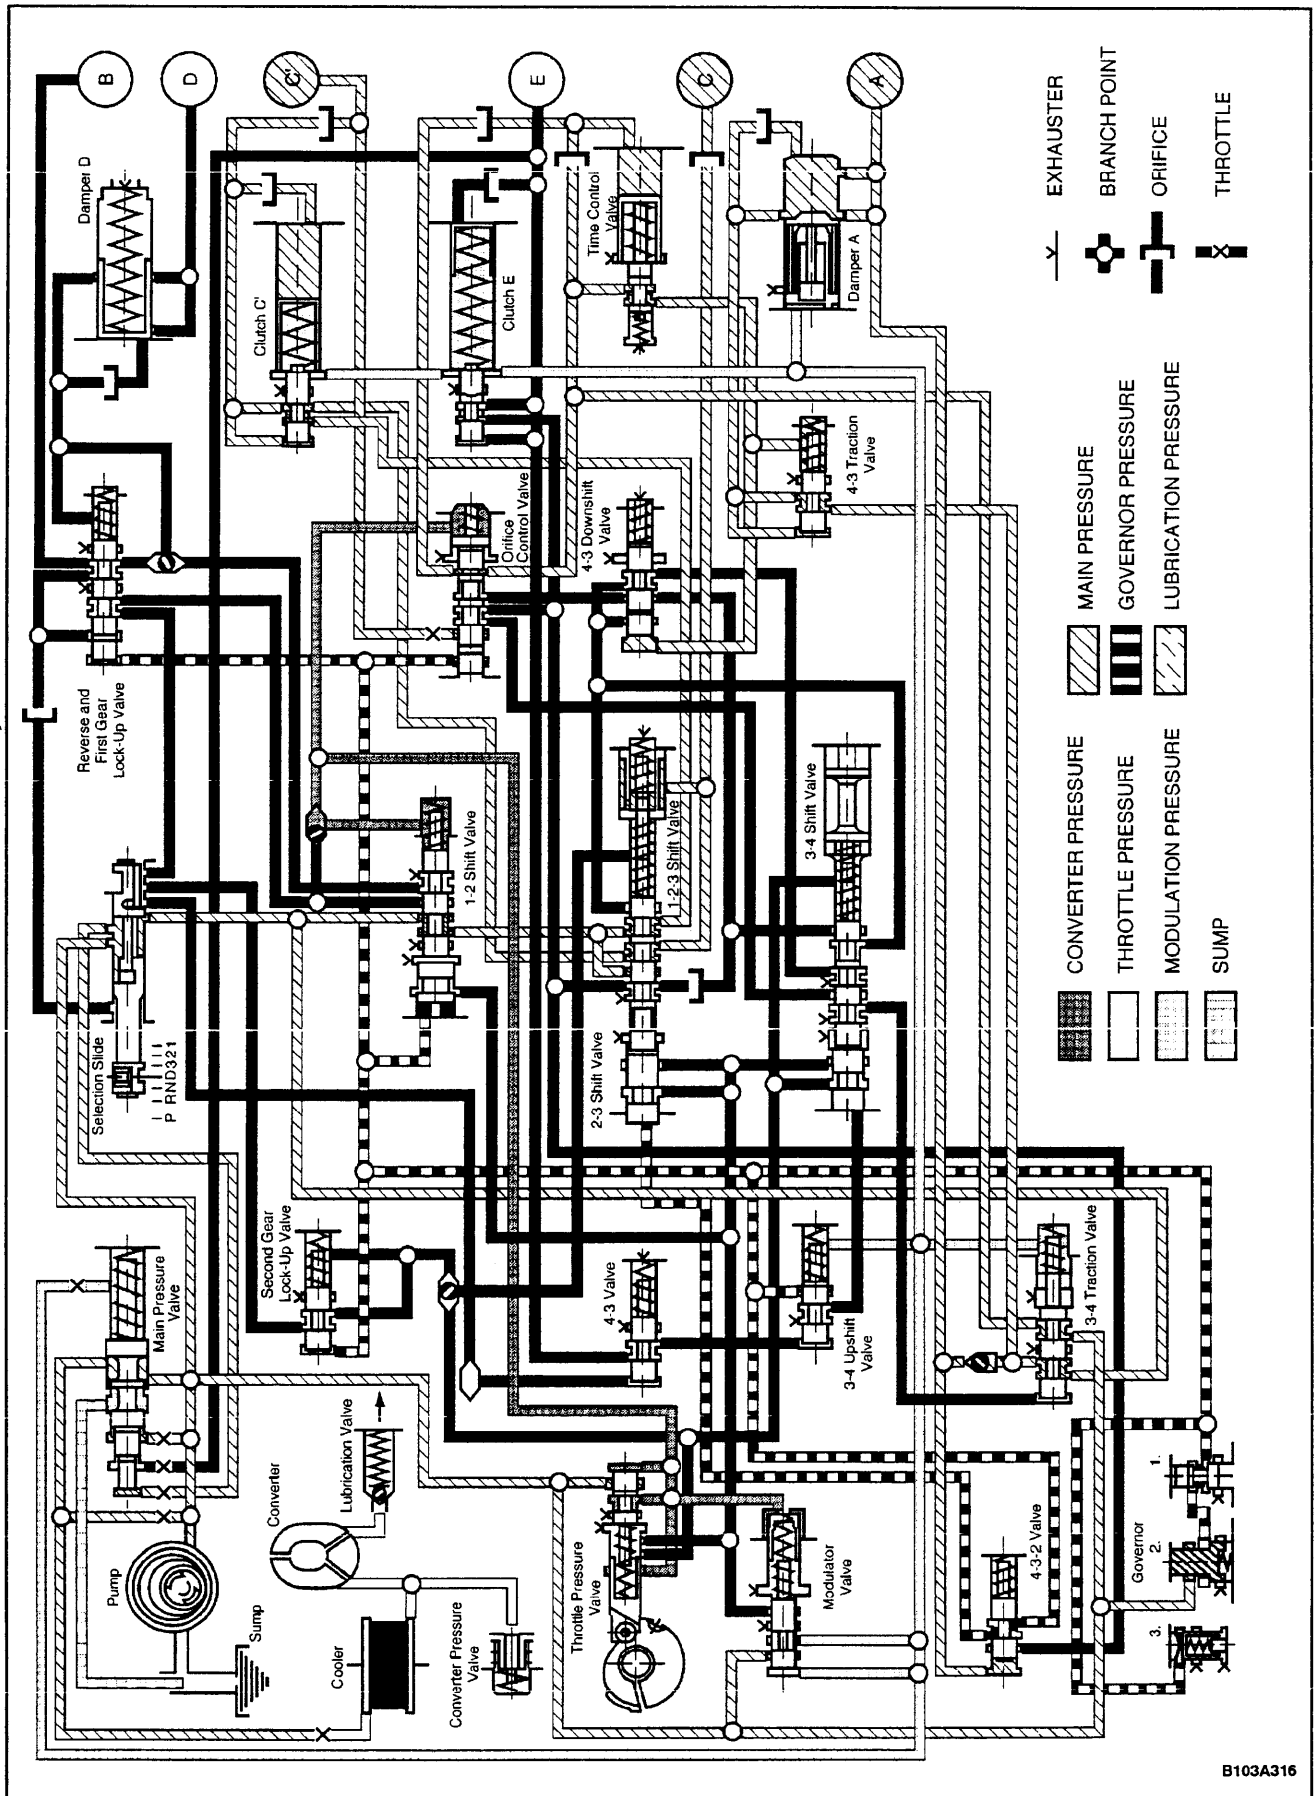 B
D
C'
E
C
A
Damper D
Clutch C'
Clutch E
Time Control
Valve
Damper A
4-3 Traction
Valve
Orifice
Control Valve
4-3 Downshift
Valve
Reverse and
First Gear
Lock-Up Valve
1-2 Shift Valve
1-2-3 Shift Valve
3-4 Shift Valve
Selection Slide
P RND321
2-3 Shift Valve
Main Pressure
Valve
Second Gear
Lock-Up Valve
4-3 Valve
3-4 Upshift
Valve
3-4 Traction Valve
Lubrication Valve
Converter
Pump
Sump
Cooler
Converter Pressure
Valve
Throttle Pressure
Valve
Modulator
Valve
4-3-2 Valve
Governor
1.
2.
3.
EXHAUSTER
BRANCH POINT
ORIFICE
THROTTLE
MAIN PRESSURE
GOVERNOR PRESSURE
LUBRICATION PRESSURE
CONVERTER PRESSURE
THROTTLE PRESSURE
MODULATION PRESSURE
SUMP
B103A316